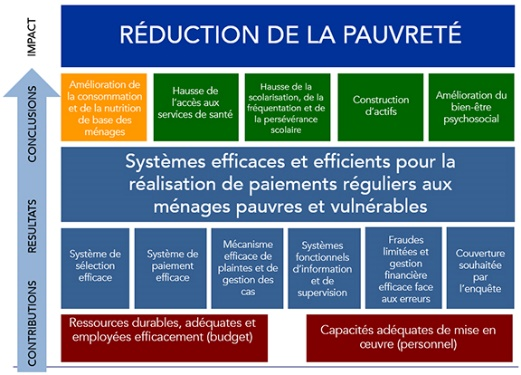 IMPACT
RÉDUCTION DE LA PAUVRETÉ
CONCLUSIONS
Amélioration de
la consommation
et de la nutrition
de base des
ménages
Hausse de
l'accès aux
services de santé
Hausse de la
scolarisation, de la
fréquentation et de
la persévérance
scolaire
Construction
d'actifs
Amélioration du
bien-être
psychosocial
RESULTATS
Systèmes efficaces et efficients pour la
réalisation de paiements réguliers aux
ménages pauvres et vulnérables
Système de
sélection
efficace
Système de
paiement
efficace
Mécanisme
efficace de
plaintes et de
gestion des
cas
Systèmes
fonctionnels
d'information
et de
supervision
Fraudes
limitées et
gestion
financière
efficace face
aux erreurs
Couverture
souhaitée
par
l'enquête
CONTRIBUTIONS
Ressources durables, adéquates et
employées efficacement (budget)
Capacités adéquates de mise en
œuvre (personnel)